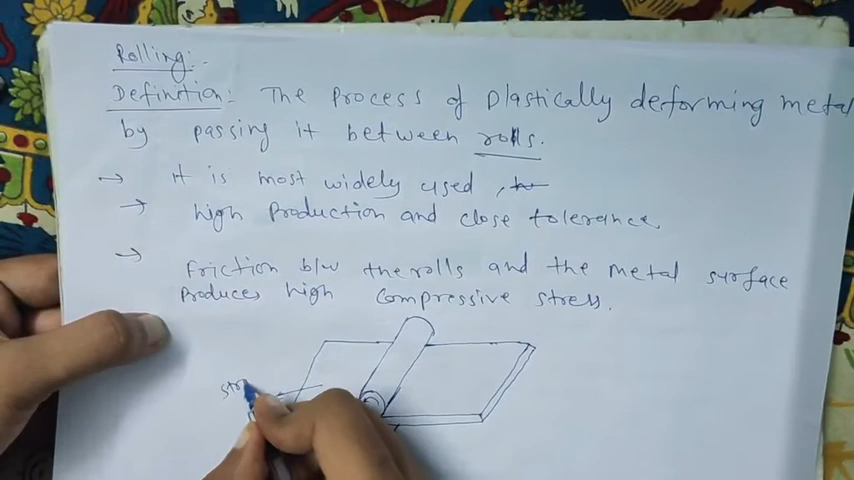 Rolling:-
Definition: The process of plastically deforming metal
by passing it between rolls.
→ it is most widely used,
→ high production and close tolerance.
→ Friction b/w the rolls and the metal surface
produces high compressive stress.
str